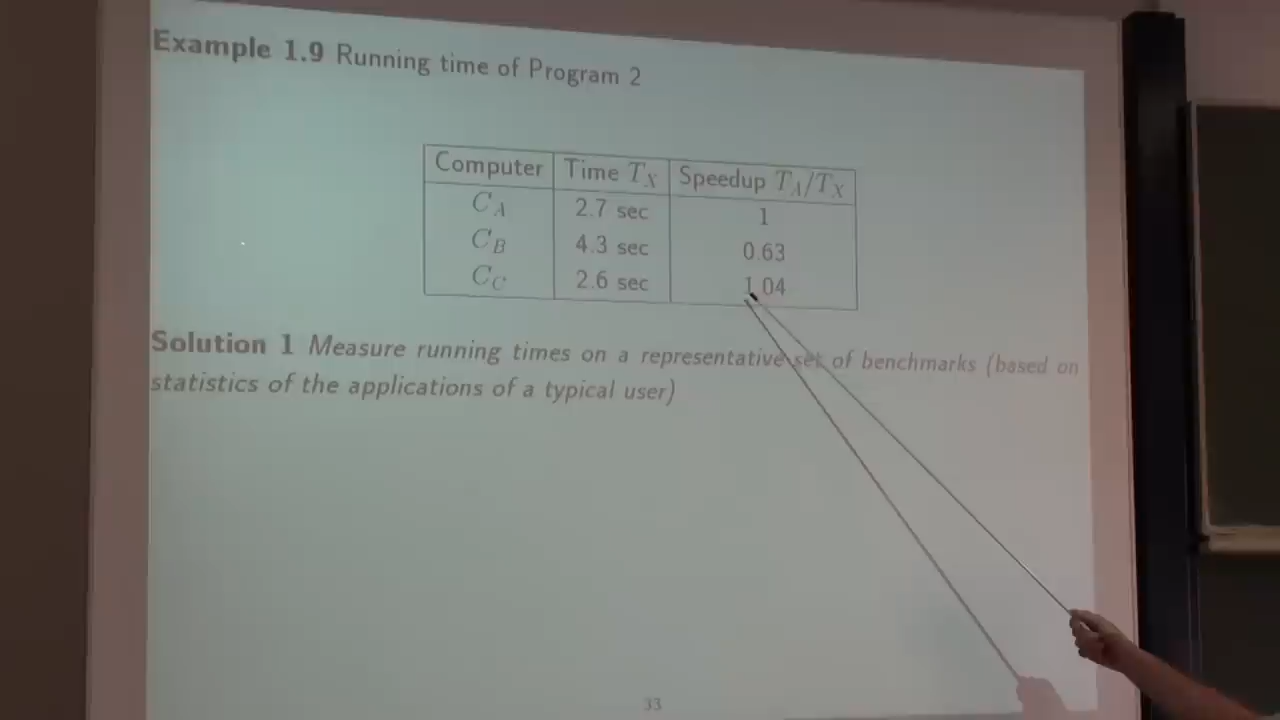 Example 1.9 Running time of Program 2
Computer Time T_X Speedup T_A/T_X
C_A 2.7 sec 1
C_B 4.3 sec 0.63
C_C 2.6 sec 1.04
Solution 1 Measure running times on a representative set of benchmarks (based on
statistics of the applications of a typical user)
33